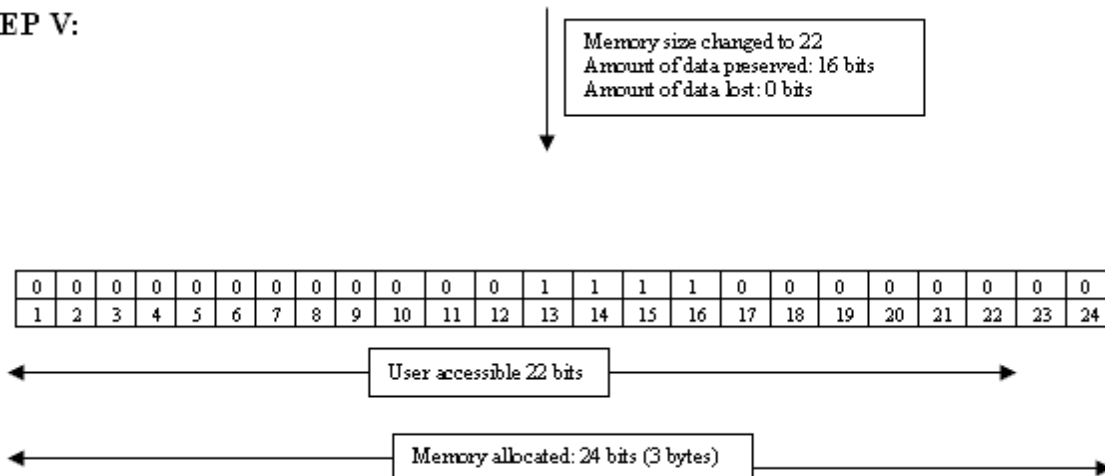 EP V:
Memory size changed to 22
Amount of data preserved: 16 bits
Amount of data lost: 0 bits
0 0 0 0 0 0 0 0 0 0 0 0 1 1 1 1 0 0 0 0 0 0 0 0
1 2 3 4 5 6 7 8 9 10 11 12 13 14 15 16 17 18 19 20 21 22 23 24
User accessible 22 bits
Memory allocated: 24 bits (3 bytes)